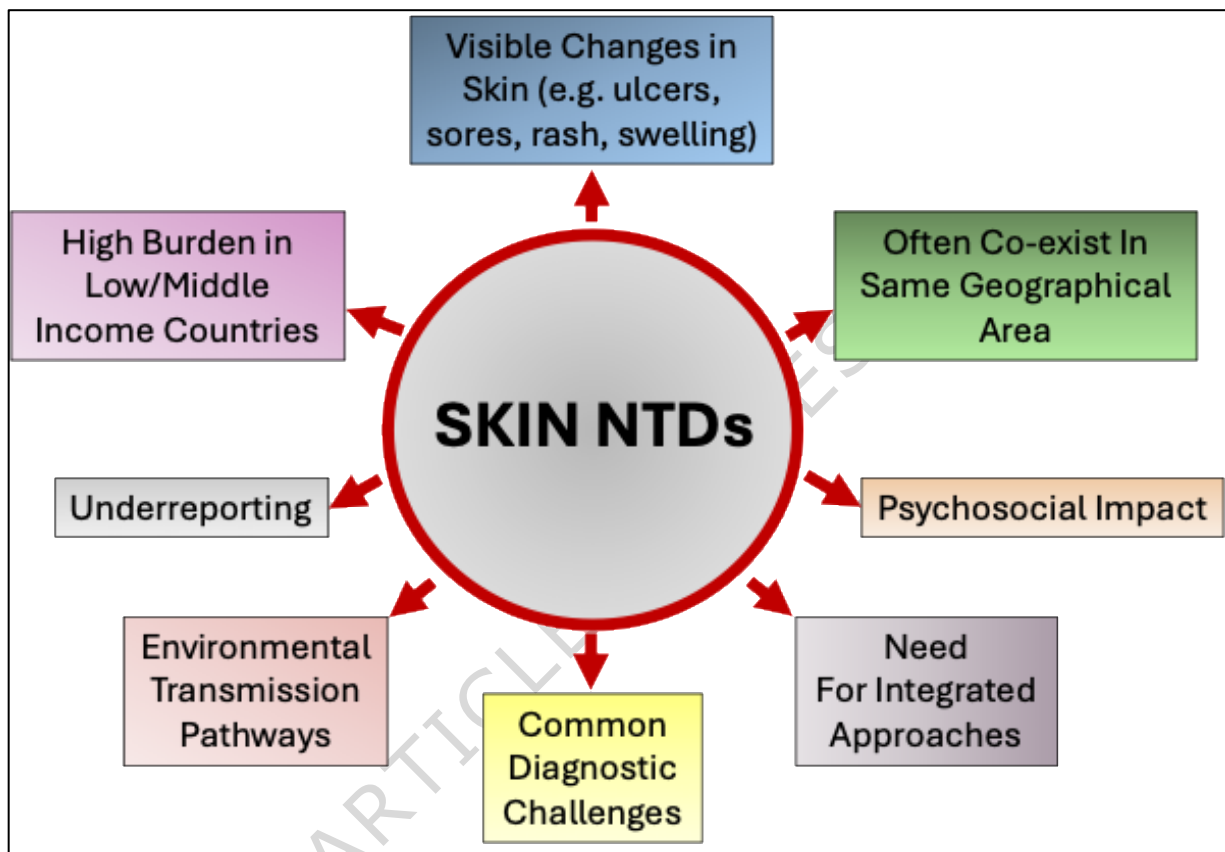 Visible Changes in
Skin (e.g. ulcers,
sores, rash, swelling)
High Burden in
Low/Middle
Income Countries
Often Co-exist In
Same Geographical
Area
SKIN NTDs
Underreporting
Psychosocial Impact
Environmental
Transmission
Pathways
Common
Diagnostic
Challenges
Need
For Integrated
Approaches
ARTICLE